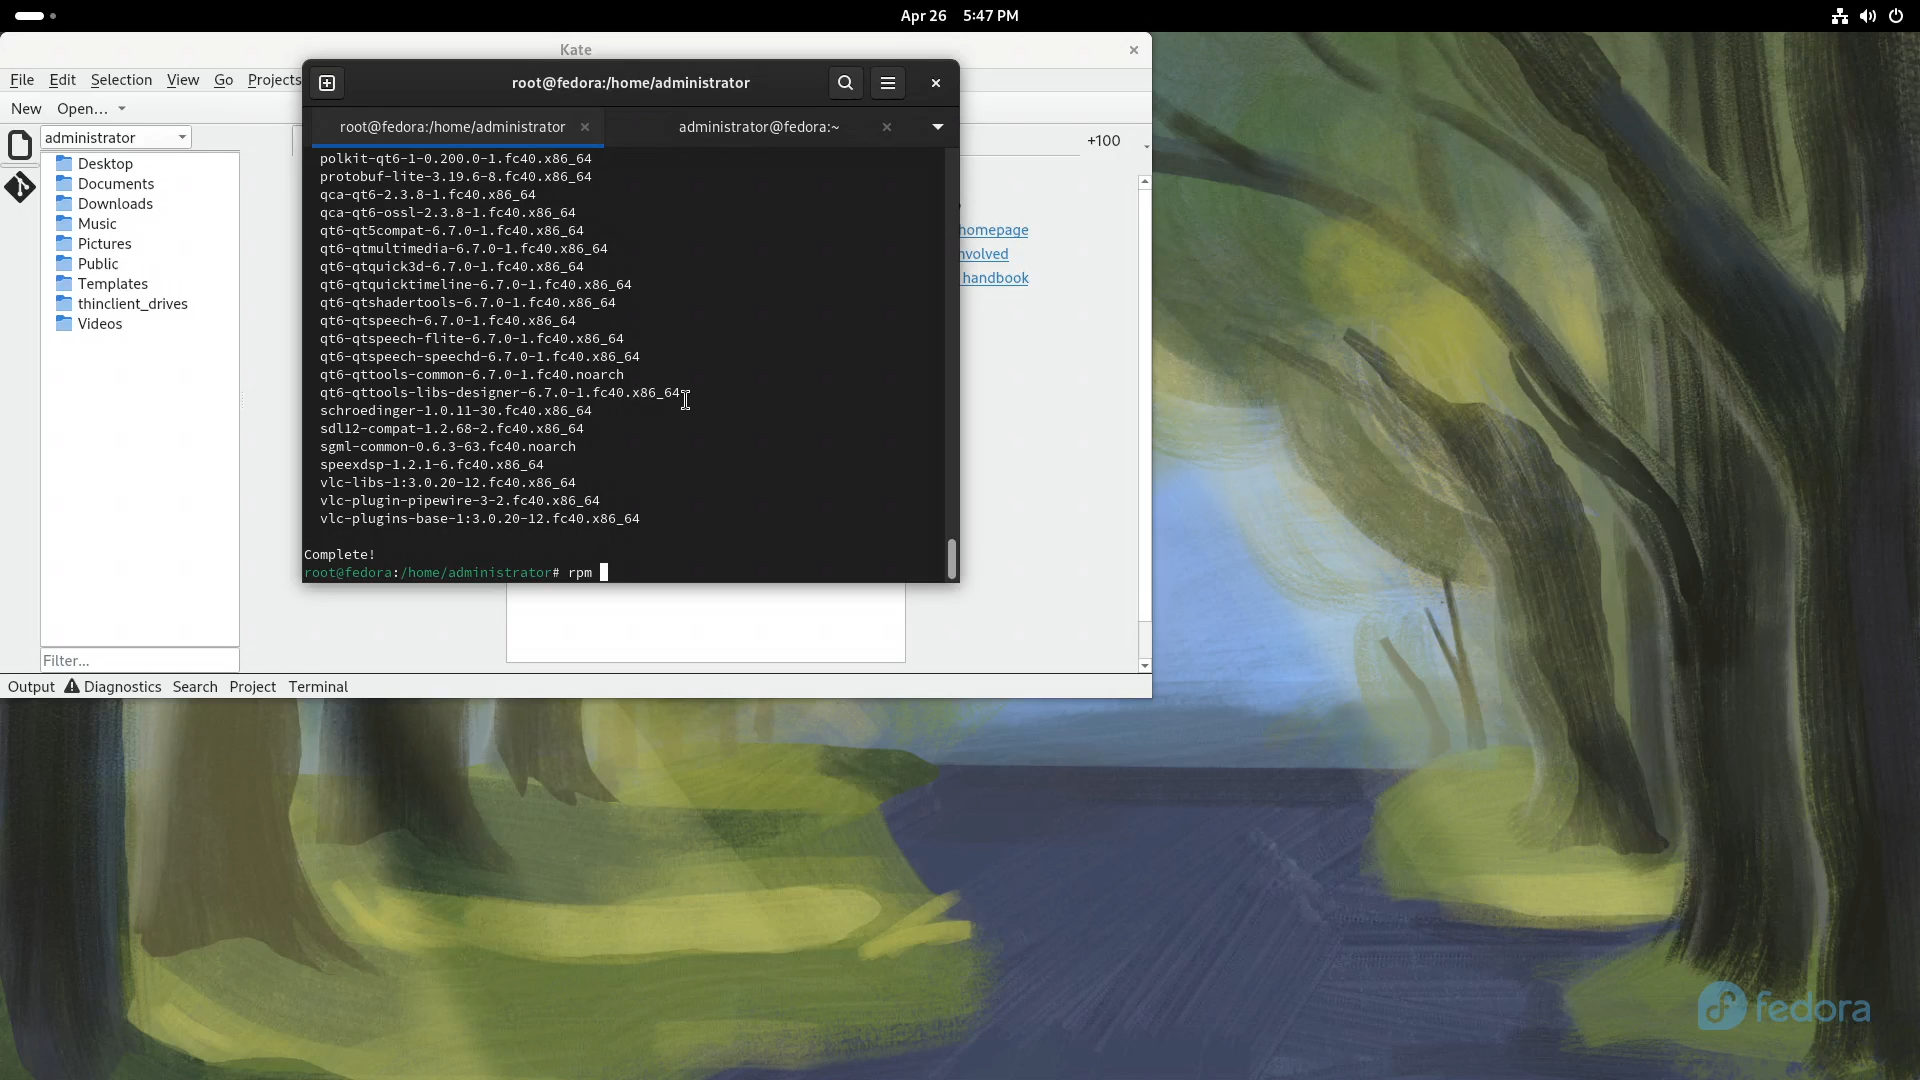 Apr 26 5:47 PM
Kate
File Edit Selection View Go Projects
New Open...
administrator
Desktop
Documents
Downloads
Music
Pictures
Public
Templates
thinclient_drives
Videos
Filter...
Output Diagnostics Search Project Terminal
+100
homepage
handbook
root@fedora:/home/administrator
root@fedora:/home/administrator administrator@fedora:~
polkit-qt6-1-0.200.0-1.fc40.x86_64
protobuf-lite-3.19.6-8.fc40.x86_64
qca-qt6-2.3.8-1.fc40.x86_64
qca-qt6-ossl-2.3.8-1.fc40.x86_64
qt6-qt5compat-6.7.0-1.fc40.x86_64
qt6-qtmultimedia-6.7.0-1.fc40.x86_64
qt6-qtquick3d-6.7.0-1.fc40.x86_64
qt6-qtquicktimeline-6.7.0-1.fc40.x86_64
qt6-qtshadertools-6.7.0-1.fc40.x86_64
qt6-qtspeech-6.7.0-1.fc40.x86_64
qt6-qtspeech-flite-6.7.0-1.fc40.x86_64
qt6-qtspeech-speechd-6.7.0-1.fc40.x86_64
qt6-qttools-common-6.7.0-1.fc40.noarch
qt6-qttools-libs-designer-6.7.0-1.fc40.x86_64
schroedinger-1.0.11-30.fc40.x86_64
sdl12-compat-1.2.68-2.fc40.x86_64
sgml-common-0.6.3-63.fc40.noarch
speexdsp-1.2.1-6.fc40.x86_64
vlc-libs-1:3.0.20-12.fc40.x86_64
vlc-plugin-pipewire-3-2.fc40.x86_64
vlc-plugins-base-1:3.0.20-12.fc40.x86_64
Complete!
root@fedora:/home/administrator# rpm
fedora